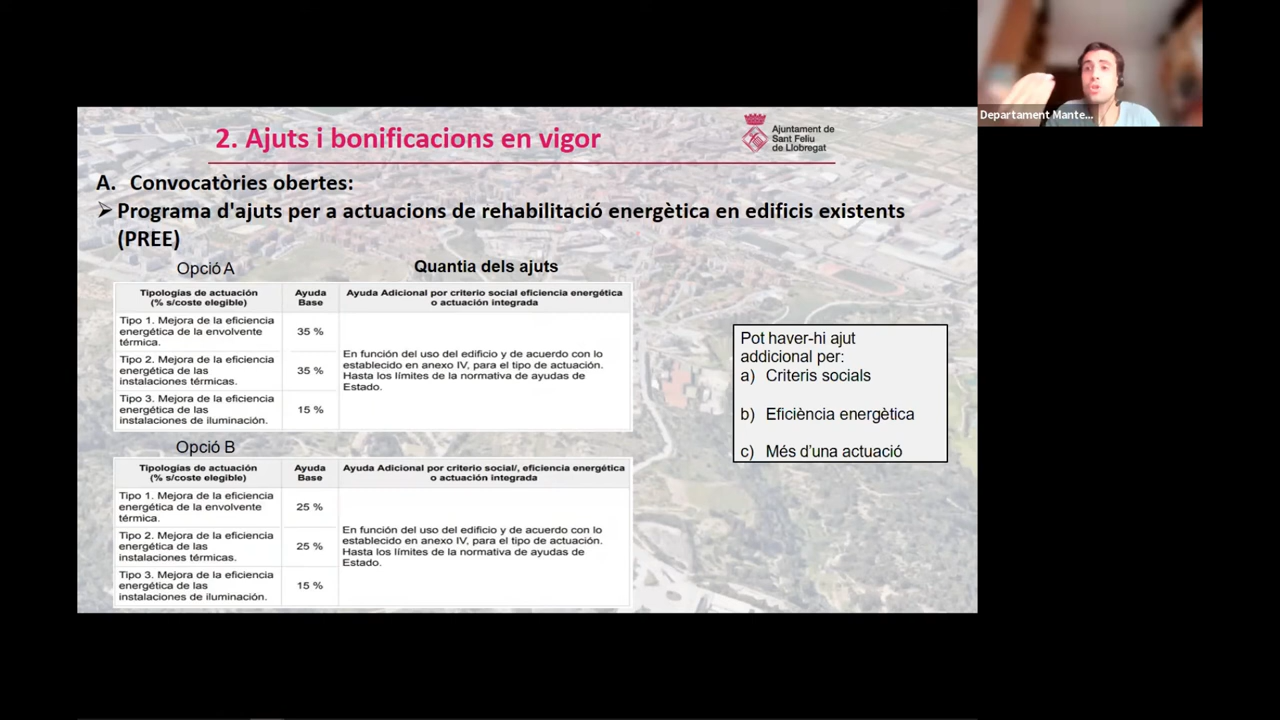 Departament Mante...
2. Ajuts i bonificacions en vigor
Ajuntament de
Sant Feliu
de Llobregat
A. Convocatòries obertes:
Programa d'ajuts per a actuacions de rehabilitació energètica en edificis existents
(PREE)
Opció A
Quantia dels ajuts
Tipologías de actuación
(% s/coste elegible)
Ayuda
Base
Ayuda Adicional por criterio social eficiencia energética
o actuación integrada
Tipo 1. Mejora de la eficiencia
energética de la envolvente
térmica.
35 %
Tipo 2. Mejora de la eficiencia
energética de las
instalaciones térmicas.
35 %
Tipo 3. Mejora de la eficiencia
energética de las
instalaciones de iluminación.
15 %
En función del uso del edificio y de acuerdo con lo
establecido en anexo IV, para el tipo de actuación.
Hasta los límites de la normativa de ayudas de
Estado.
Opció B
Tipologías de actuación
(% s/coste elegible)
Ayuda
Base
Ayuda Adicional por criterio social/, eficiencia energética
o actuación integrada
Tipo 1. Mejora de la eficiencia
energética de la envolvente
térmica.
25 %
Tipo 2. Mejora de la eficiencia
energética de las
instalaciones térmicas.
25 %
Tipo 3. Mejora de la eficiencia
energética de las
instalaciones de iluminación.
15 %
En función del uso del edificio y de acuerdo con lo
establecido en anexo IV, para el tipo de actuación.
Hasta los límites de la normativa de ayudas de
Estado.
Pot haver-hi ajut
addicional per:
a) Criteris socials
b) Eficiència energètica
c) Més d'una actuació